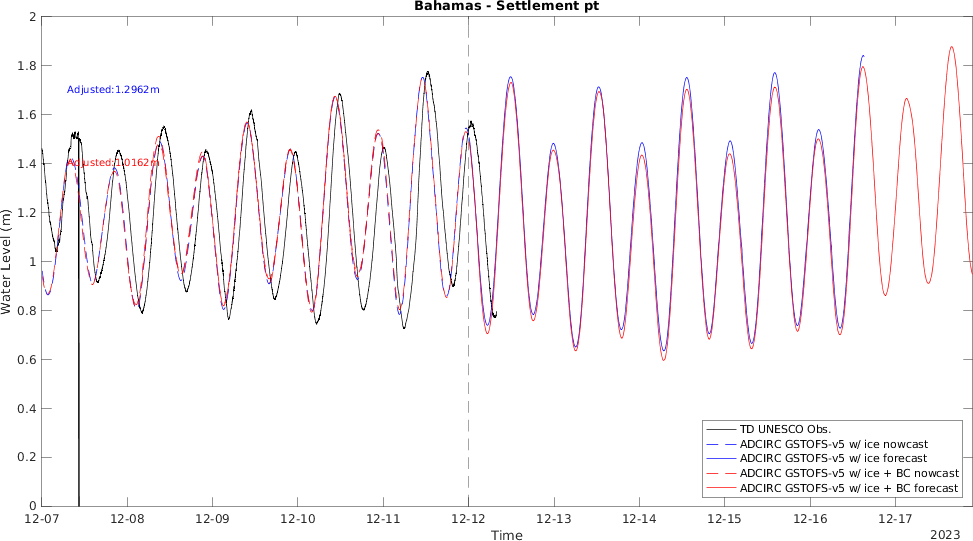 Bahamas - Settlement pt
Water Level (m)
2
1.8
1.6
1.4
1.2
1
0.8
0.6
0.4
0.2
0
Adjusted:1.2962m
Adjusted:1.0162m
TD UNESCO Obs.
ADCIRC GSTOFS-v5 w/ ice nowcast
ADCIRC GSTOFS-v5 w/ ice forecast
ADCIRC GSTOFS-v5 w/ ice + BC nowcast
ADCIRC GSTOFS-v5 w/ ice + BC forecast
12-07 12-08 12-09 12-10 12-11 12-12 12-13 12-14 12-15 12-16 12-17
Time
2023